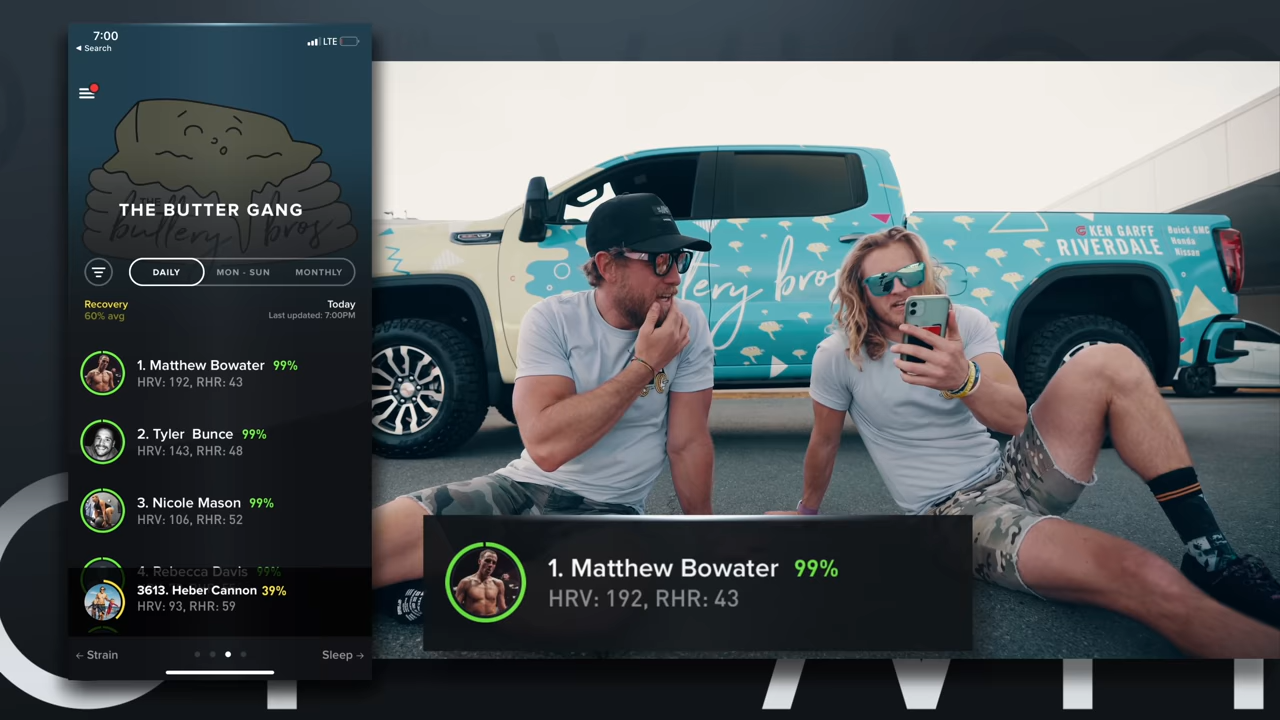 7:00
LTE
◀ Search
THE
buttery bros
THE BUTTER GANG
DAILY
MON - SUN
MONTHLY
Recovery
60% avg
Today
Last updated: 7:00PM
1. Matthew Bowater 99%
HRV: 192, RHR: 43
2. Tyler Bunce 99%
HRV: 143, RHR: 48
3. Nicole Mason 99%
HRV: 106, RHR: 52
4. Rebecca Davis 99%
3613. Heber Cannon 39%
HRV: 93, RHR: 59
← Strain
Sleep →
KEN GARFF
RIVERDALE
Buick GMC
Honda
Nissan
1. Matthew Bowater 99%
HRV: 192, RHR: 43